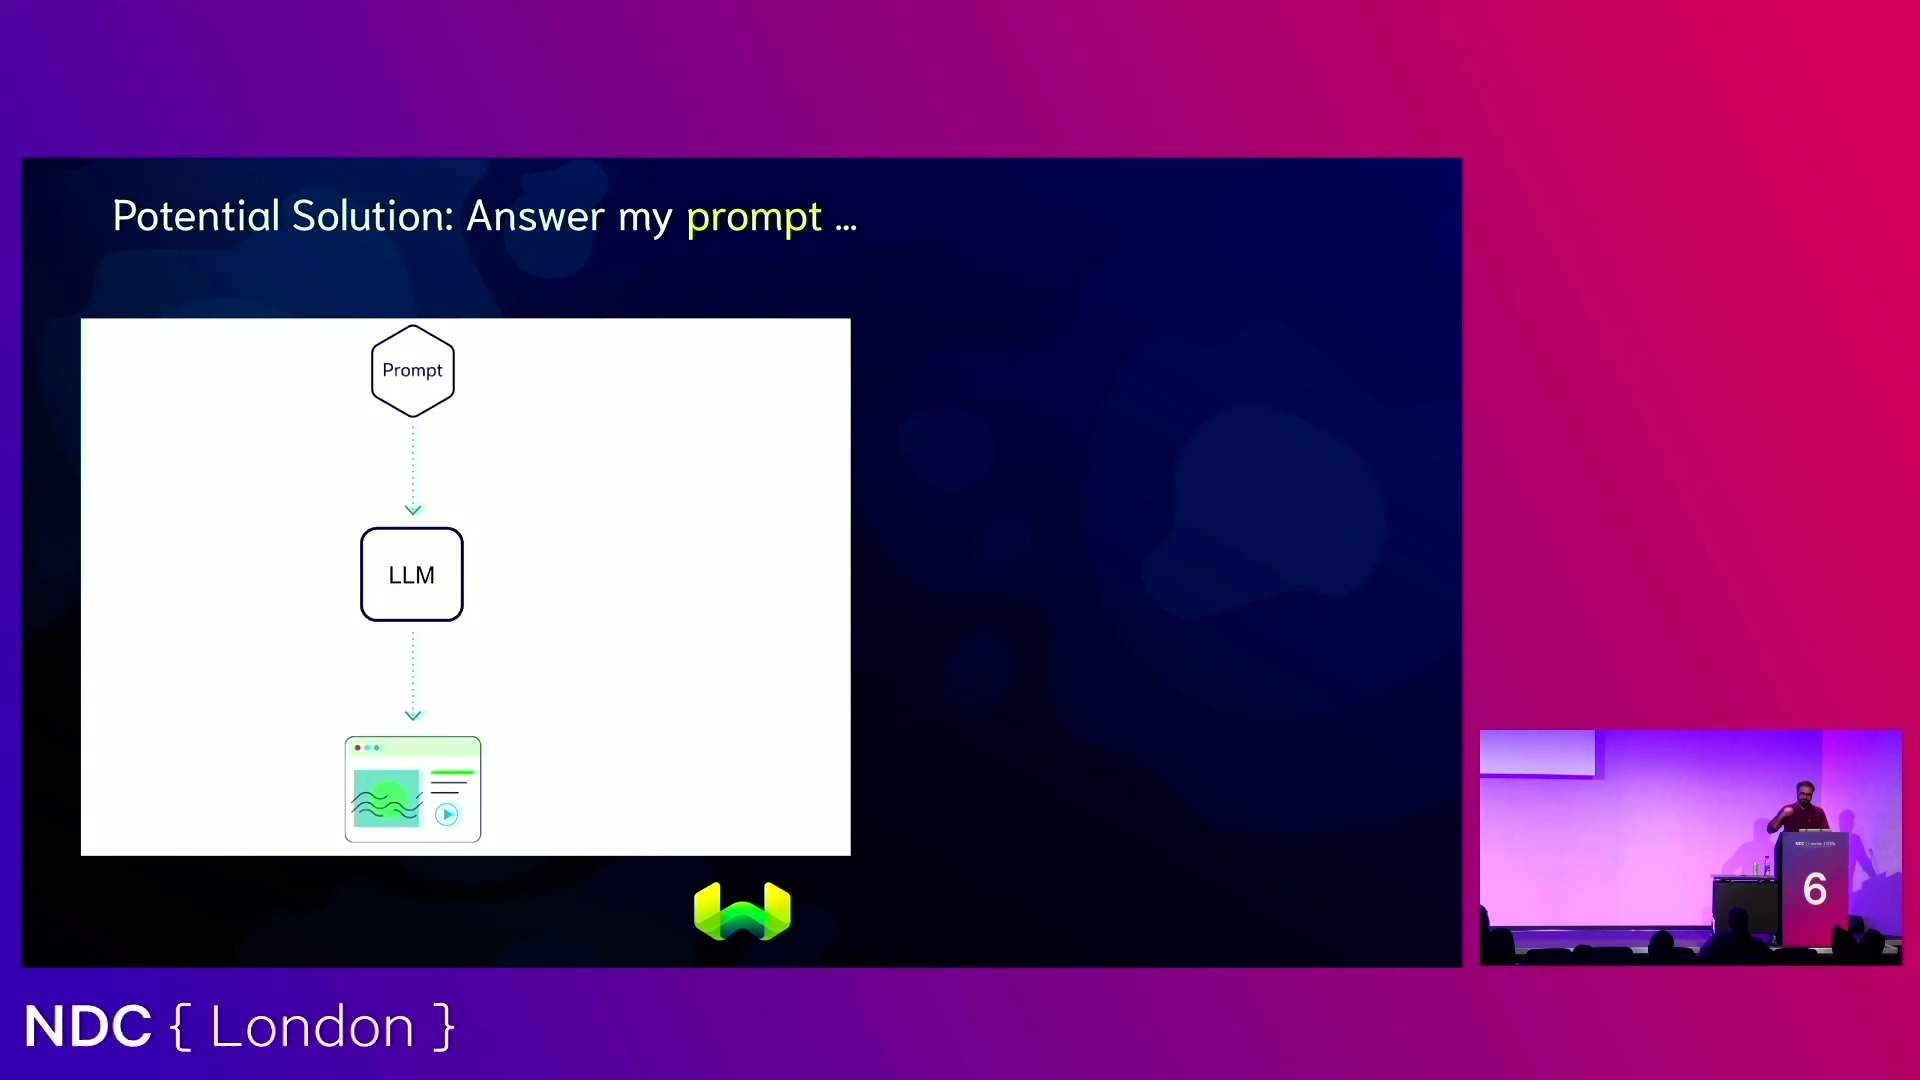 Potential Solution: Answer my prompt ...
Prompt
LLM
6
NDC { London }